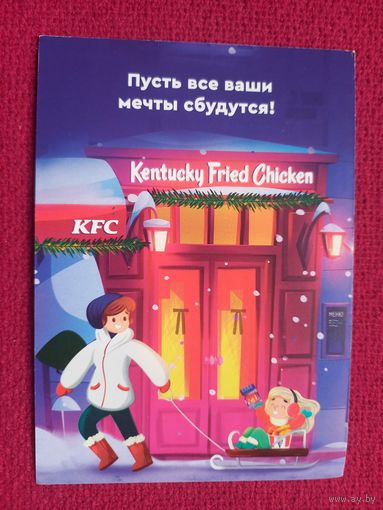 Пусть все ваши
мечты сбудутся!
Kentucky Fried Chicken
KFC
МЕНЮ
www.ay.by